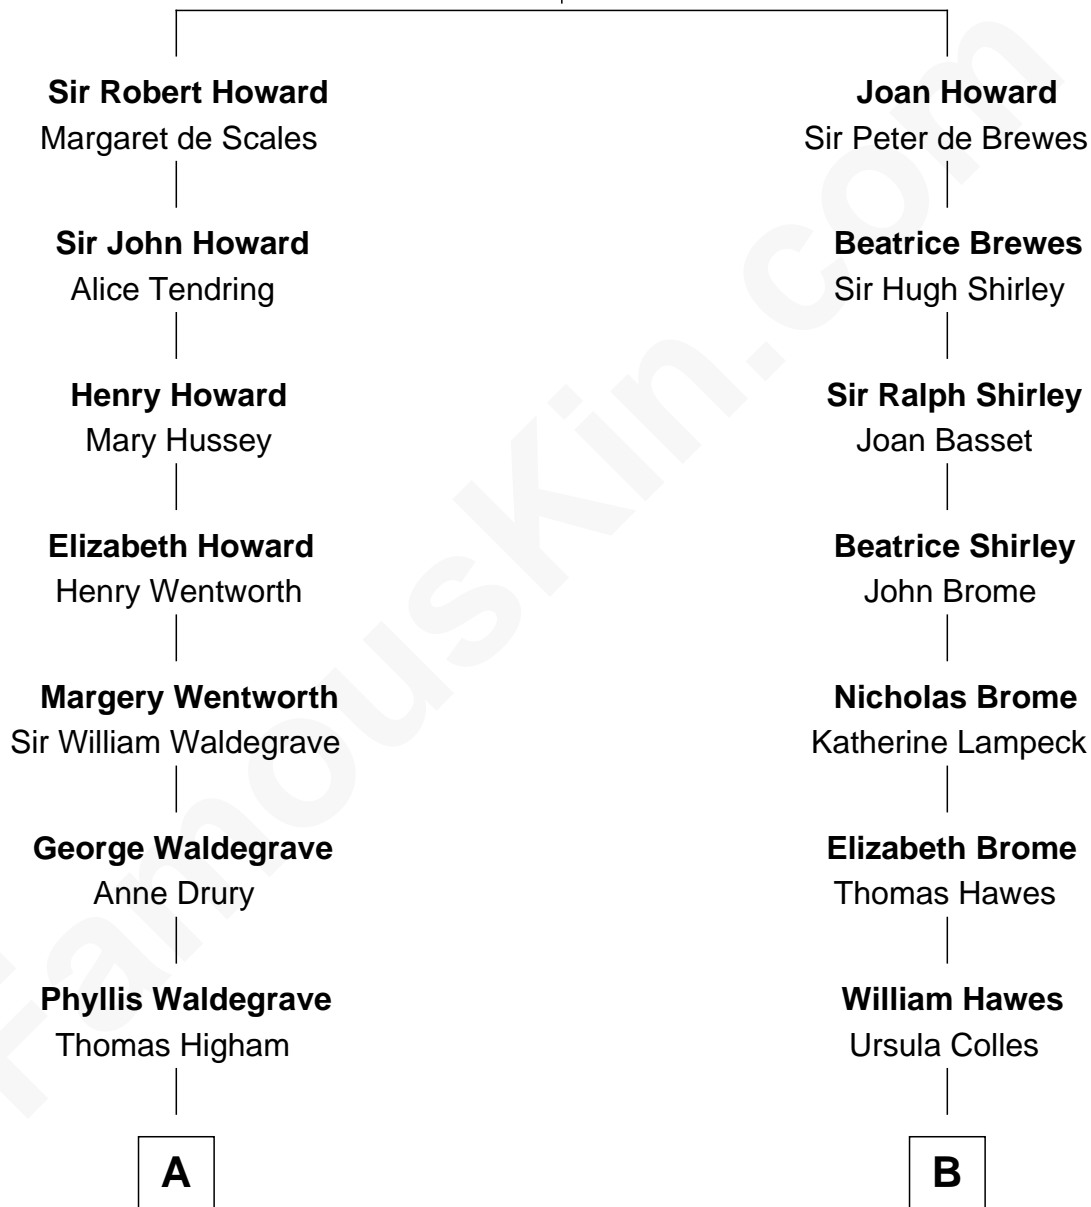 Sir Robert Howard
Margaret de Scales
Sir John Howard
Alice Tendring
Henry Howard
Mary Hussey
Elizabeth Howard
Henry Wentworth
Margery Wentworth
Sir William Waldegrave
George Waldegrave
Anne Drury
Phyllis Waldegrave
Thomas Higham
A
Joan Howard
Sir Peter de Brewes
Beatrice Brewes
Sir Hugh Shirley
Sir Ralph Shirley
Joan Basset
Beatrice Shirley
John Brome
Nicholas Brome
Katherine Lampeck
Elizabeth Brome
Thomas Hawes
William Hawes
Ursula Colles
B
FamousKin.com